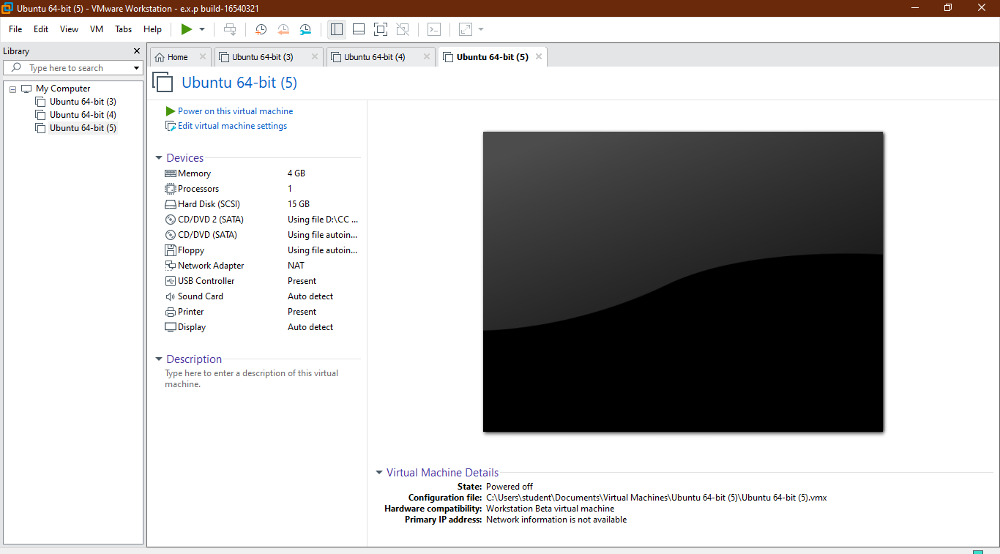 Ubuntu 64-bit (5) - VMware Workstation - e.x.p build-16540321
File Edit View VM Tabs Help
Library
Type here to search
My Computer
Ubuntu 64-bit (3)
Ubuntu 64-bit (4)
Ubuntu 64-bit (5)
Home Ubuntu 64-bit (3) Ubuntu 64-bit (4) Ubuntu 64-bit (5)
Ubuntu 64-bit (5)
Power on this virtual machine
Edit virtual machine settings
Devices
Memory 4 GB
Processors 1
Hard Disk (SCSI) 15 GB
CD/DVD 2 (SATA) Using file D:\CC ...
CD/DVD (SATA) Using file autoin...
Floppy Using file autoin...
Network Adapter NAT
USB Controller Present
Sound Card Auto detect
Printer Present
Display Auto detect
Description
Type here to enter a description of this virtual
machine.
Virtual Machine Details
State: Powered off
Configuration file: C:\Users\student\Documents\Virtual Machines\Ubuntu 64-bit (5)\Ubuntu 64-bit (5).vmx
Hardware compatibility: Workstation Beta virtual machine
Primary IP address: Network information is not available